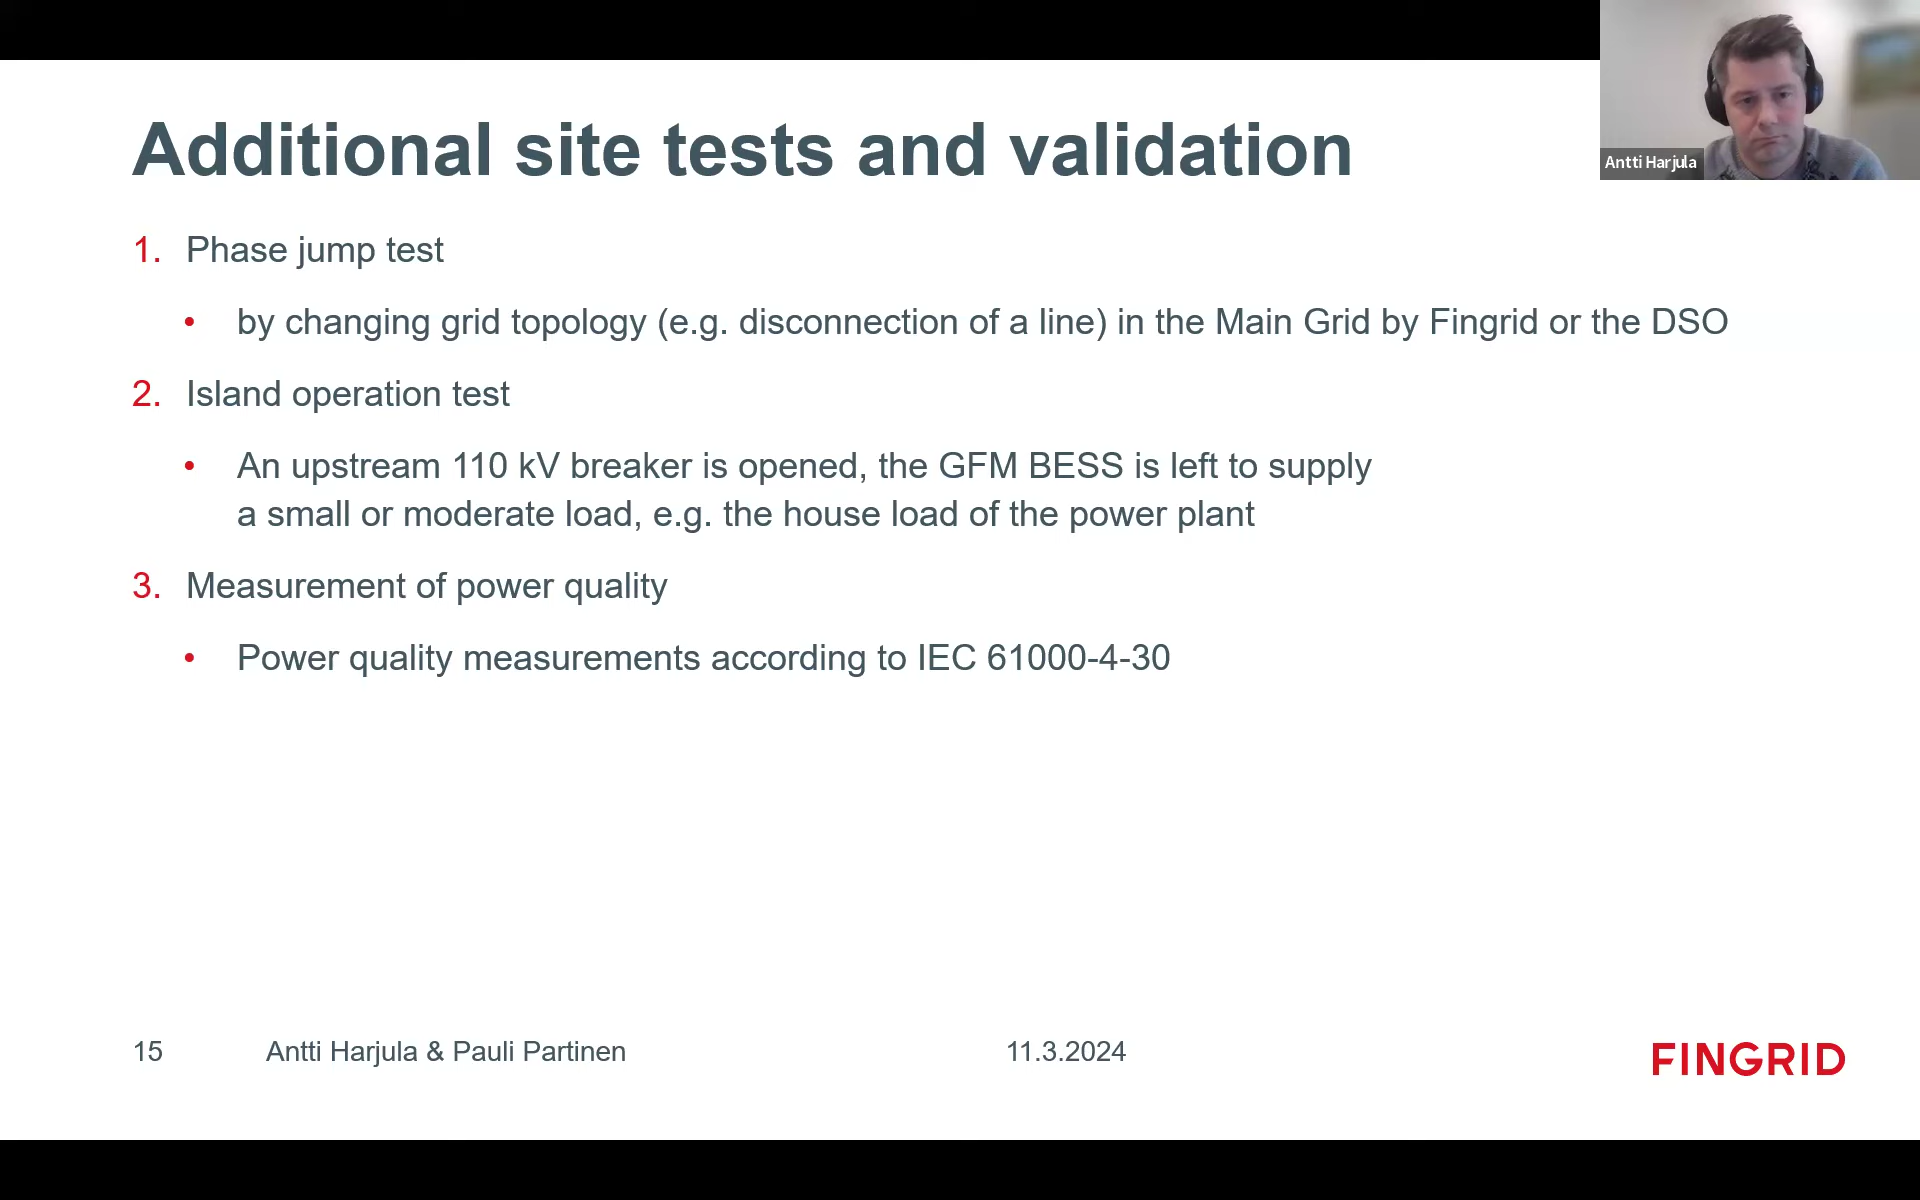 Additional site tests and validation
Antti Harjula
1. Phase jump test
• by changing grid topology (e.g. disconnection of a line) in the Main Grid by Fingrid or the DSO
2. Island operation test
• An upstream 110 kV breaker is opened, the GFM BESS is left to supply
a small or moderate load, e.g. the house load of the power plant
3. Measurement of power quality
• Power quality measurements according to IEC 61000-4-30
15 Antti Harjula & Pauli Partinen 11.3.2024 FINGRID